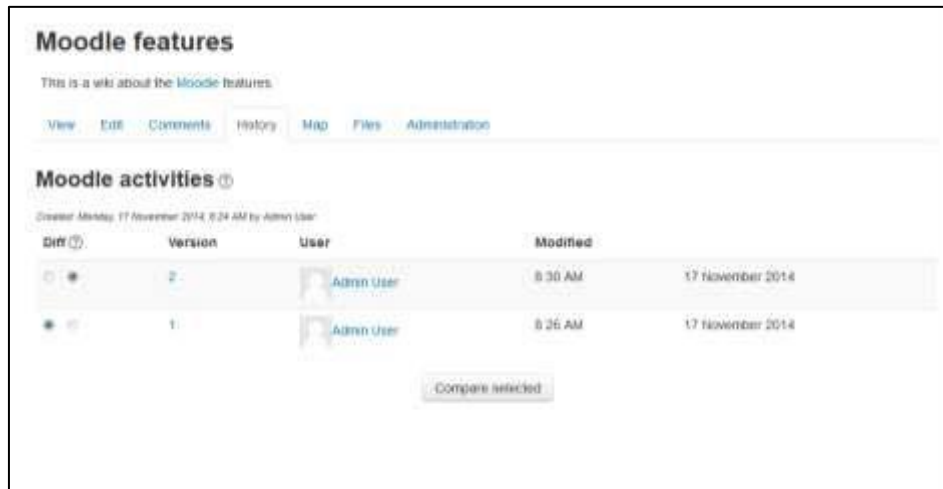 Moodle features
This is a wiki about the Moodle features.
View Edit Comments History Map Files Administration
Moodle activities
Created: Monday, 17 November 2014, 8:24 AM by Admin User
Diff Version User Modified
2 Admin User 8:30 AM 17 November 2014
1 Admin User 8:26 AM 17 November 2014
Compare selected